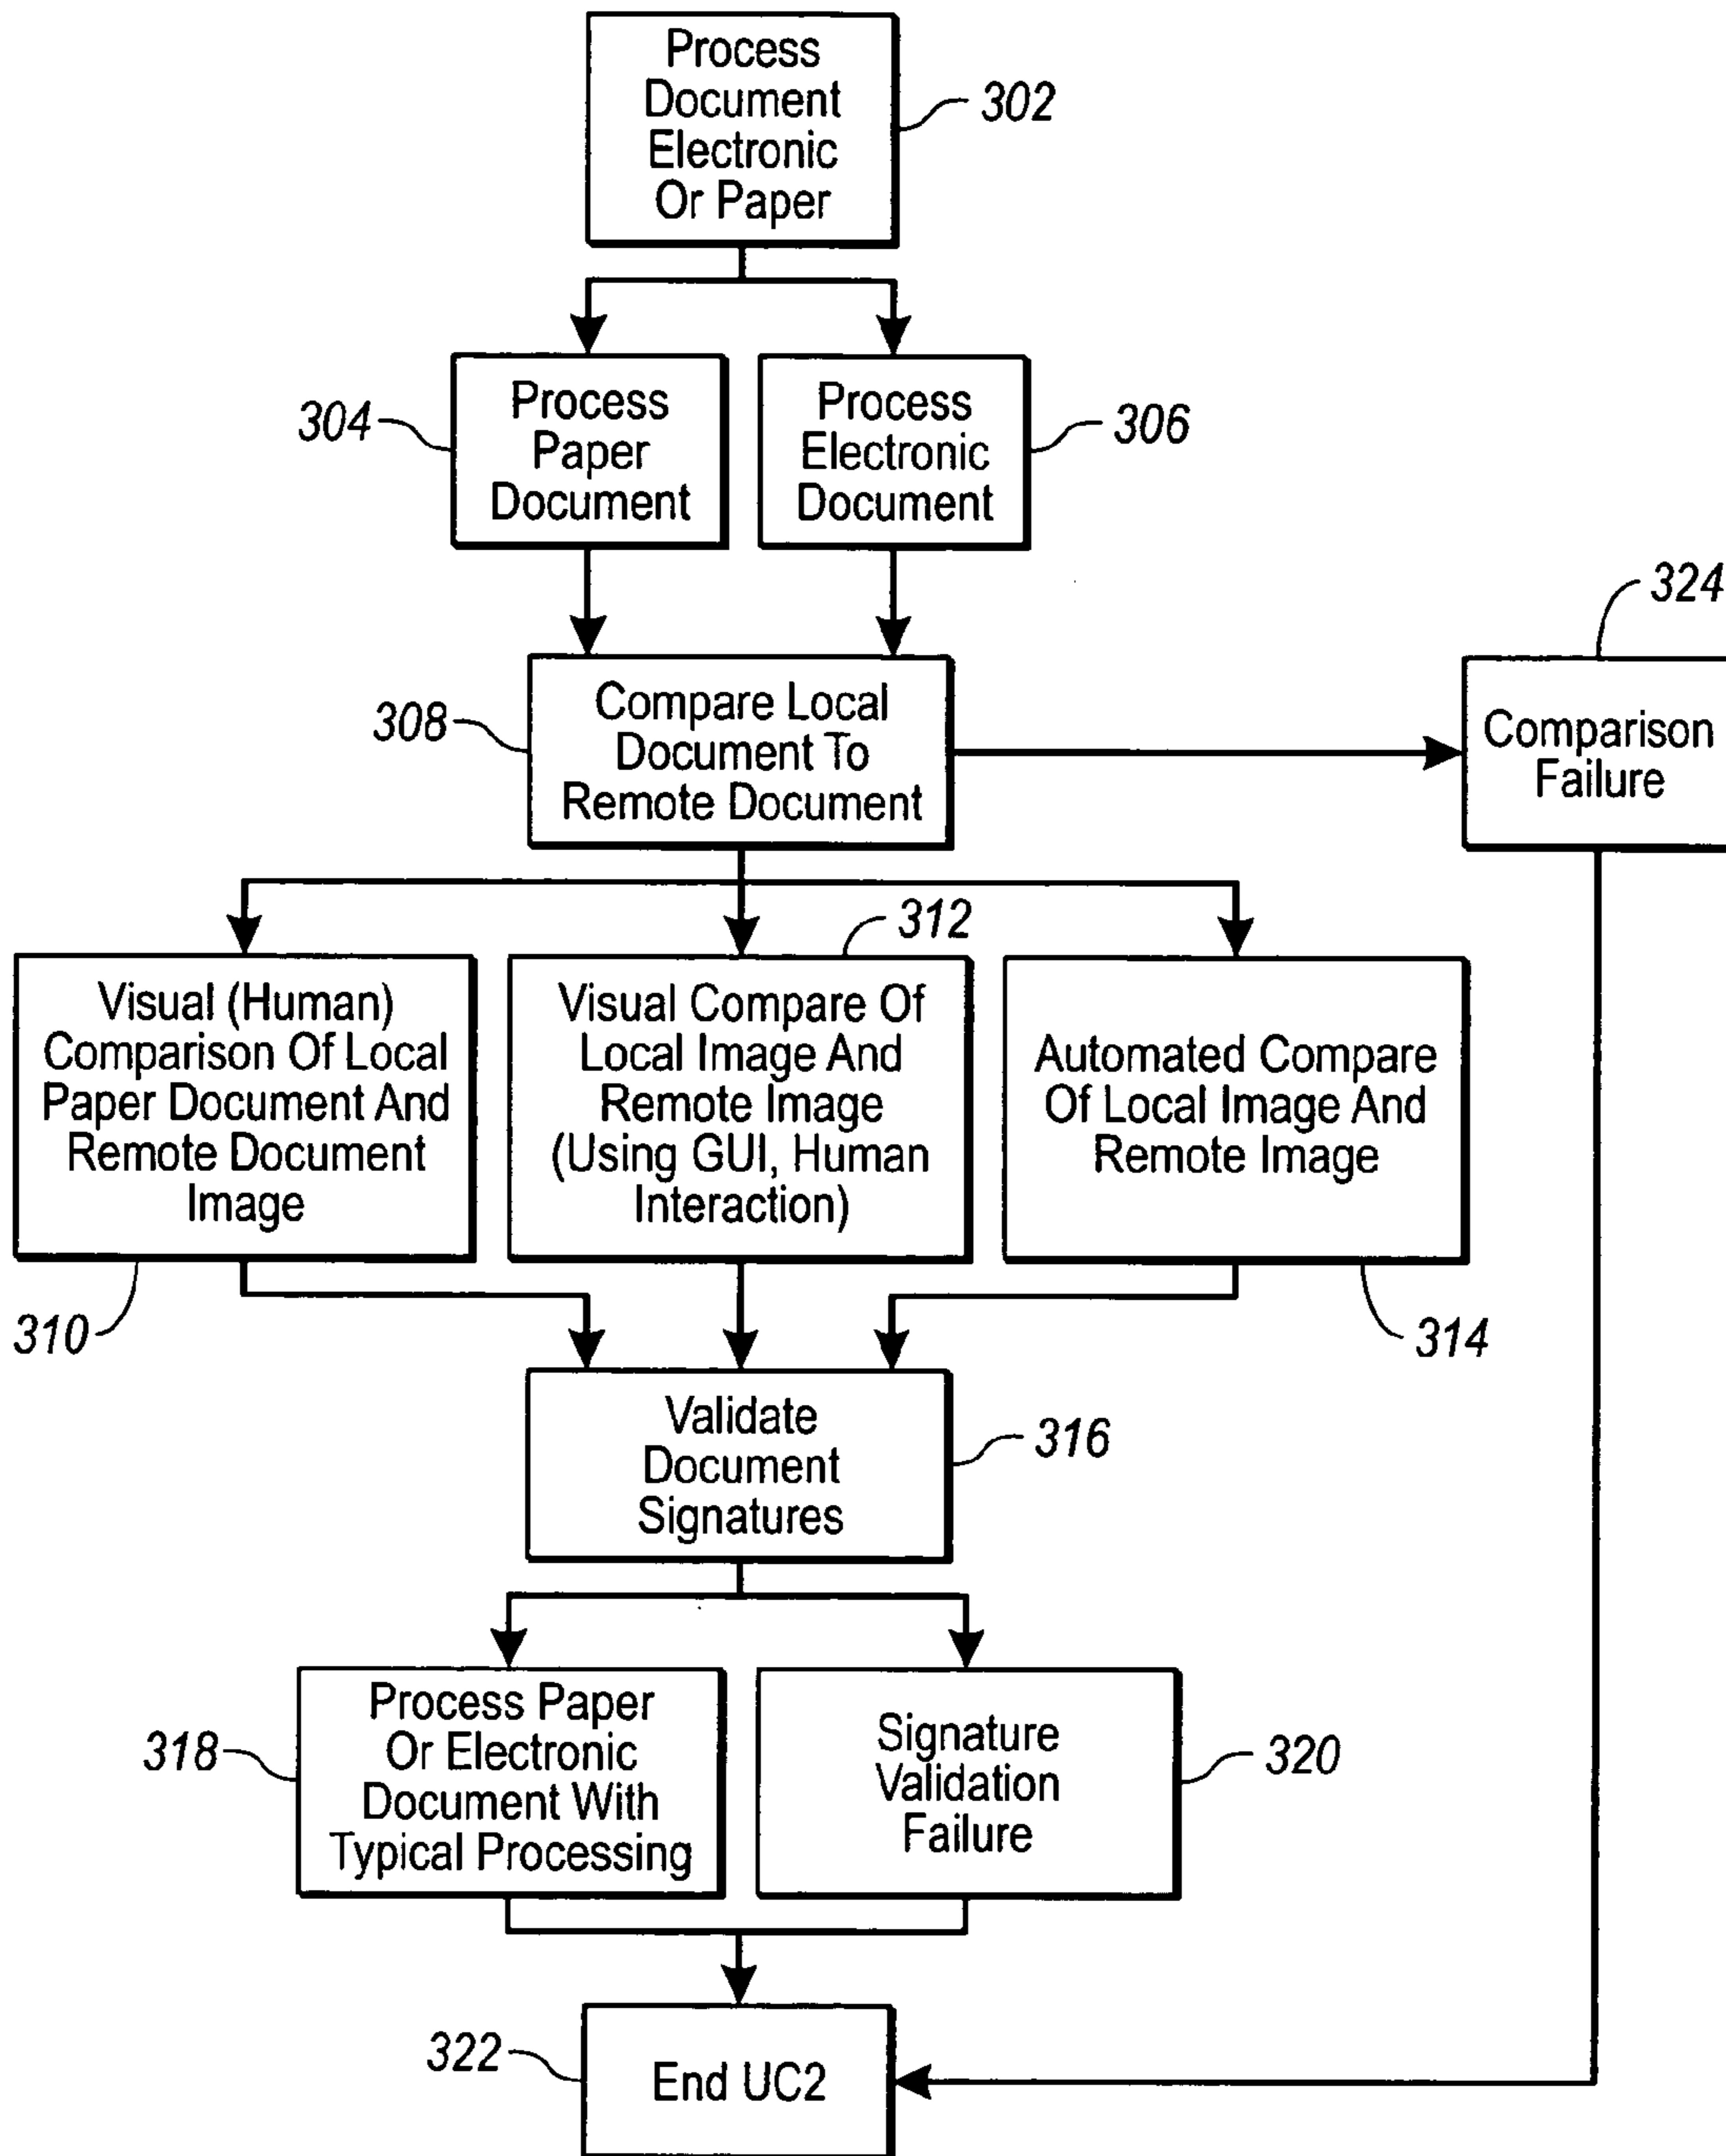 Process
Document
Electronic
Or Paper
302
Process
Paper
Document
304
Process
Electronic
Document
306
Compare Local
Document To
Remote Document
308
Comparison
Failure
324
Visual (Human)
Comparison Of Local
Paper Document And
Remote Document
Image
310
Visual Compare Of
Local Image And
Remote Image
(Using GUI, Human
Interaction)
312
Automated Compare
Of Local Image And
Remote Image
314
Validate
Document
Signatures
316
Process Paper
Or Electronic
Document With
Typical Processing
318
Signature
Validation
Failure
320
End UC2
322